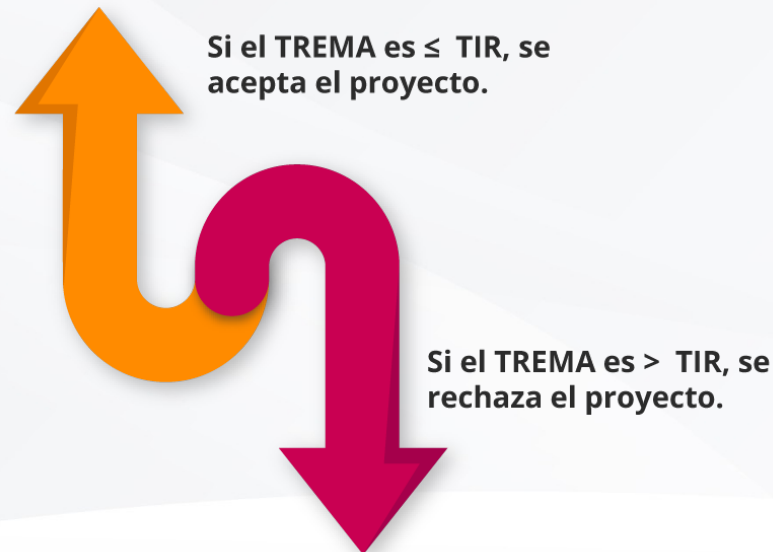 Si el TREMA es ≤ TIR, se
acepta el proyecto.
Si el TREMA es > TIR, se
rechaza el proyecto.